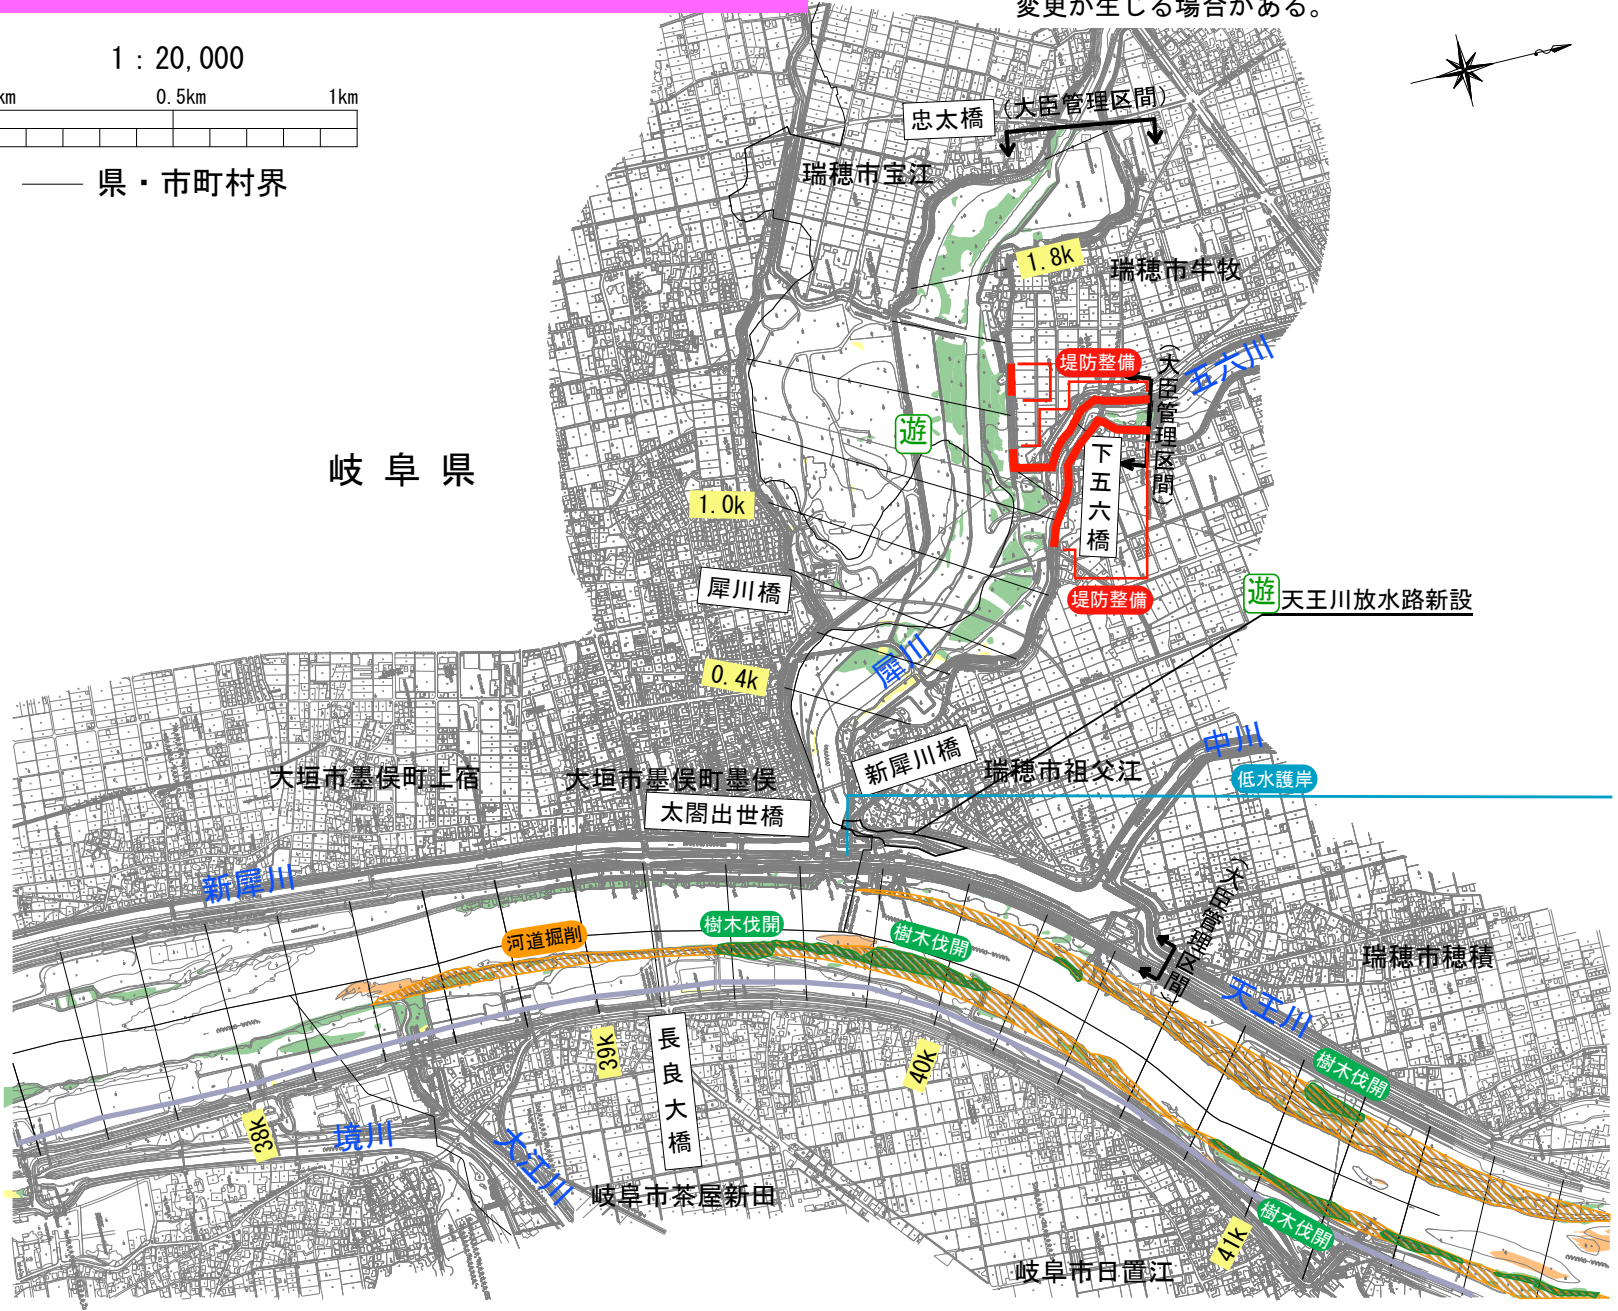 変更が生じる場合がある。
1：20,000
km 0.5km 1km
県・市町村界
忠太橋
（大臣管理区間）
瑞穂市宝江
1.8k
瑞穂市牛牧
五六川
堤防整備
（大臣管理区間）
遊
下五六橋
岐阜県
1.0k
犀川橋
堤防整備
遊
天王川放水路新設
犀川
0.4k
新犀川橋
中川
瑞穂市祖父江
低水護岸
大垣市墨俣町上宿
大垣市墨俣町墨俣
太閤出世橋
新犀川
河道掘削
樹木伐開
樹木伐開
（大臣管理区間）
瑞穂市穂積
天王川
長良大橋
39k
40k
樹木伐開
38k
境川
大江川
岐阜市茶屋新田
樹木伐開
41k
岐阜市日置江